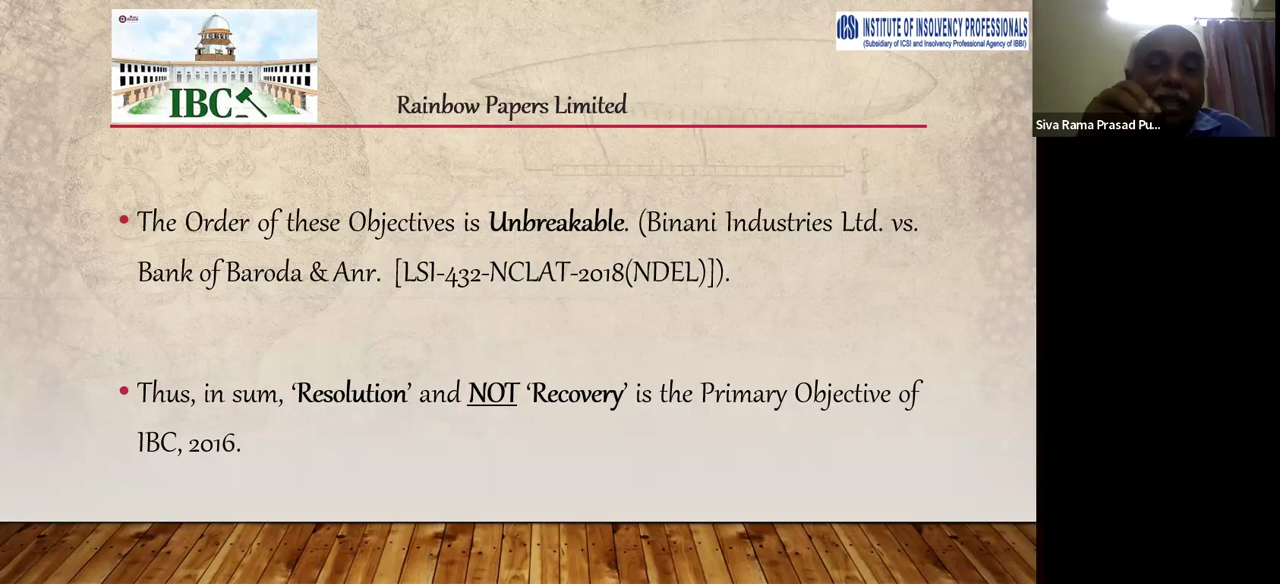 IBC
ICSI INSTITUTE OF INSOLVENCY PROFESSIONALS
(Subsidiary of ICSI and Insolvency Professional Agency of IBBI)
Rainbow Papers Limited
Siva Rama Prasad Pu...
• The Order of these Objectives is Unbreakable. (Binani Industries Ltd. vs.
Bank of Baroda & Anr. [LSI-432-NCLAT-2018(NDEL)]).
• Thus, in sum, ‘Resolution’ and NOT ‘Recovery’ is the Primary Objective of
IBC, 2016.